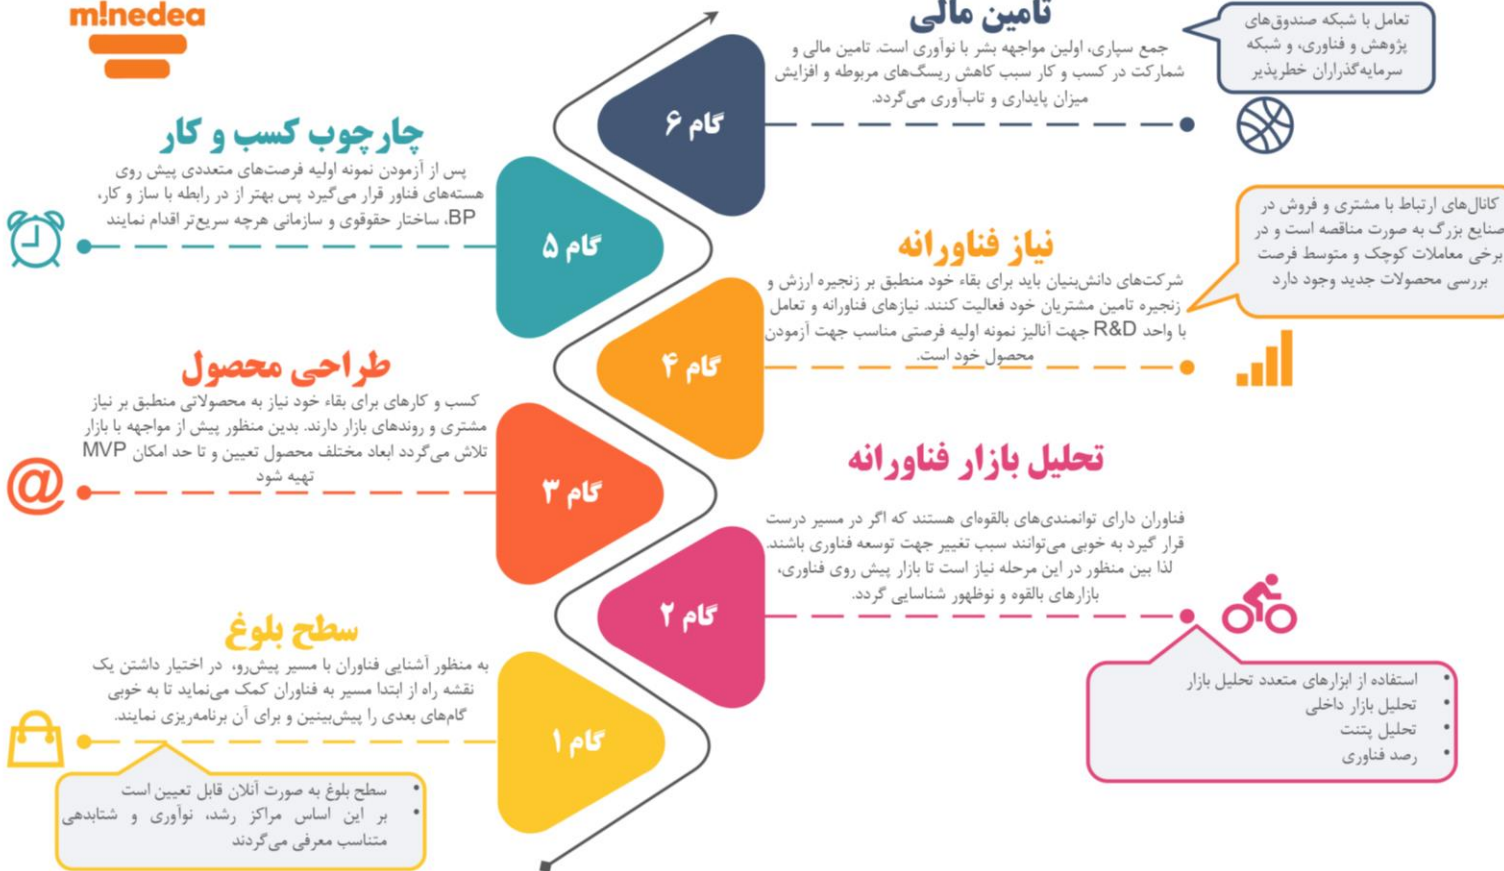 m!nedea
تامین مالی
جمع سپاری، اولین مواجهه بشر با نوآوری است. تامین مالی و
شمارکت در کسب و کار سبب کاهش ریسک‌های مربوطه و افزایش
میزان پایداری و تاب‌آوری می‌گردد.
تعامل با شبکه صندوق‌های
پژوهش و فناوری، و شبکه
سرمایه‌گذراران خطرپذیر
گام ۶
چارچوب کسب و کار
پس از آزمودن نمونه اولیه فرصت‌های متعددی پیش روی
هسته‌های فناور قرار می‌گیرد پس بهتر از در رابطه با ساز و کار،
BP، ساختار حقوقوی و سازمانی هرچه سریع‌تر اقدام نمایند
گام ۵
نیاز فناورانه
شرکت‌های دانش‌بنیان باید برای بقاء خود منطبق بر زنجیره ارزش و
زنجیره تامین مشتریان خود فعالیت کنند. نیازهای فناورانه و تعامل
با واحد R&D جهت آنالیز نمونه اولیه فرصتی مناسب جهت آزمودن
محصول خود است.
کانال‌های ارتباط با مشتری و فروش در
صنایع بزرگ به صورت مناقصه است و در
برخی معاملات کوچک و متوسط فرصت
بررسی محصولات جدید وجود دارد
گام ۴
طراحی محصول
کسب و کارهای برای بقاء خود نیاز به محصولاتی منطبق بر نیاز
مشتری و روندهای بازار دارند. بدین منظور پیش از مواجهه با بازار
تلاش می‌گردد ابعاد مختلف محصول تعیین و تا حد امکان MVP
تهیه شود
@
گام ۳
تحلیل بازار فناورانه
فناوران دارای توانمندی‌های بالقوه‌ای هستند که اگر در مسیر درست
قرار گیرد به خوبی می‌توانند سبب تغییر جهت توسعه فناوری باشند.
لذا بین منظور در این مرحله نیاز است تا بازار پیش روی فناوری،
بازارهای بالقوه و نوظهور شناسایی گردد.
گام ۲
• استفاده از ابزارهای متعدد تحلیل بازار
• تحلیل بازار داخلی
• تحلیل پتنت
• رصد فناوری
سطح بلوغ
به منظور آشنایی فناوران با مسیر پیش‌رو، در اختیار داشتن یک
نقشه راه از ابتدا مسیر به فناوران کمک می‌نماید تا به خوبی
گام‌های بعدی را پیش‌بینین و برای آن برنامه‌ریزی نمایند.
گام ۱
• سطح بلوغ به صورت آنلان قابل تعیین است
• بر این اساس مراکز رشد، نوآوری و شتابدهی
متناسب معرفی می‌گردند